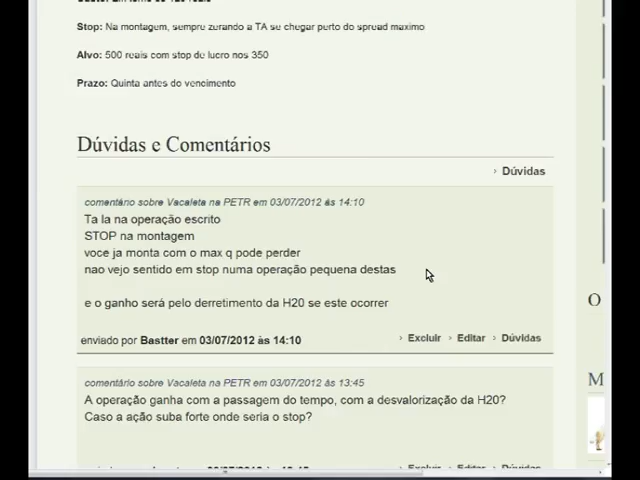 Stop: Na montagem, sempre zerando a TA se chegar perto do spread maximo
Alvo: 500 reais com stop de lucro nos 350
Prazo: Quinta antes do vencimento
Dúvidas e Comentários
› Dúvidas
comentário sobre Vacaleta na PETR em 03/07/2012 ás 14:10
Ta la na operação escrito
STOP na montagem
voce ja monta com o max q pode perder
nao vejo sentido em stop numa operação pequena destas
e o ganho será pelo derretimento da H20 se este ocorrer
enviado por Bastter em 03/07/2012 às 14:10
› Excluir › Editar › Dúvidas
comentário sobre Vacaleta na PETR em 03/07/2012 ás 13:45
A operação ganha com a passagem do tempo, com a desvalorização da H20?
Caso a ação suba forte onde seria o stop?
› Excluir › Editar › Dúvidas
O
M